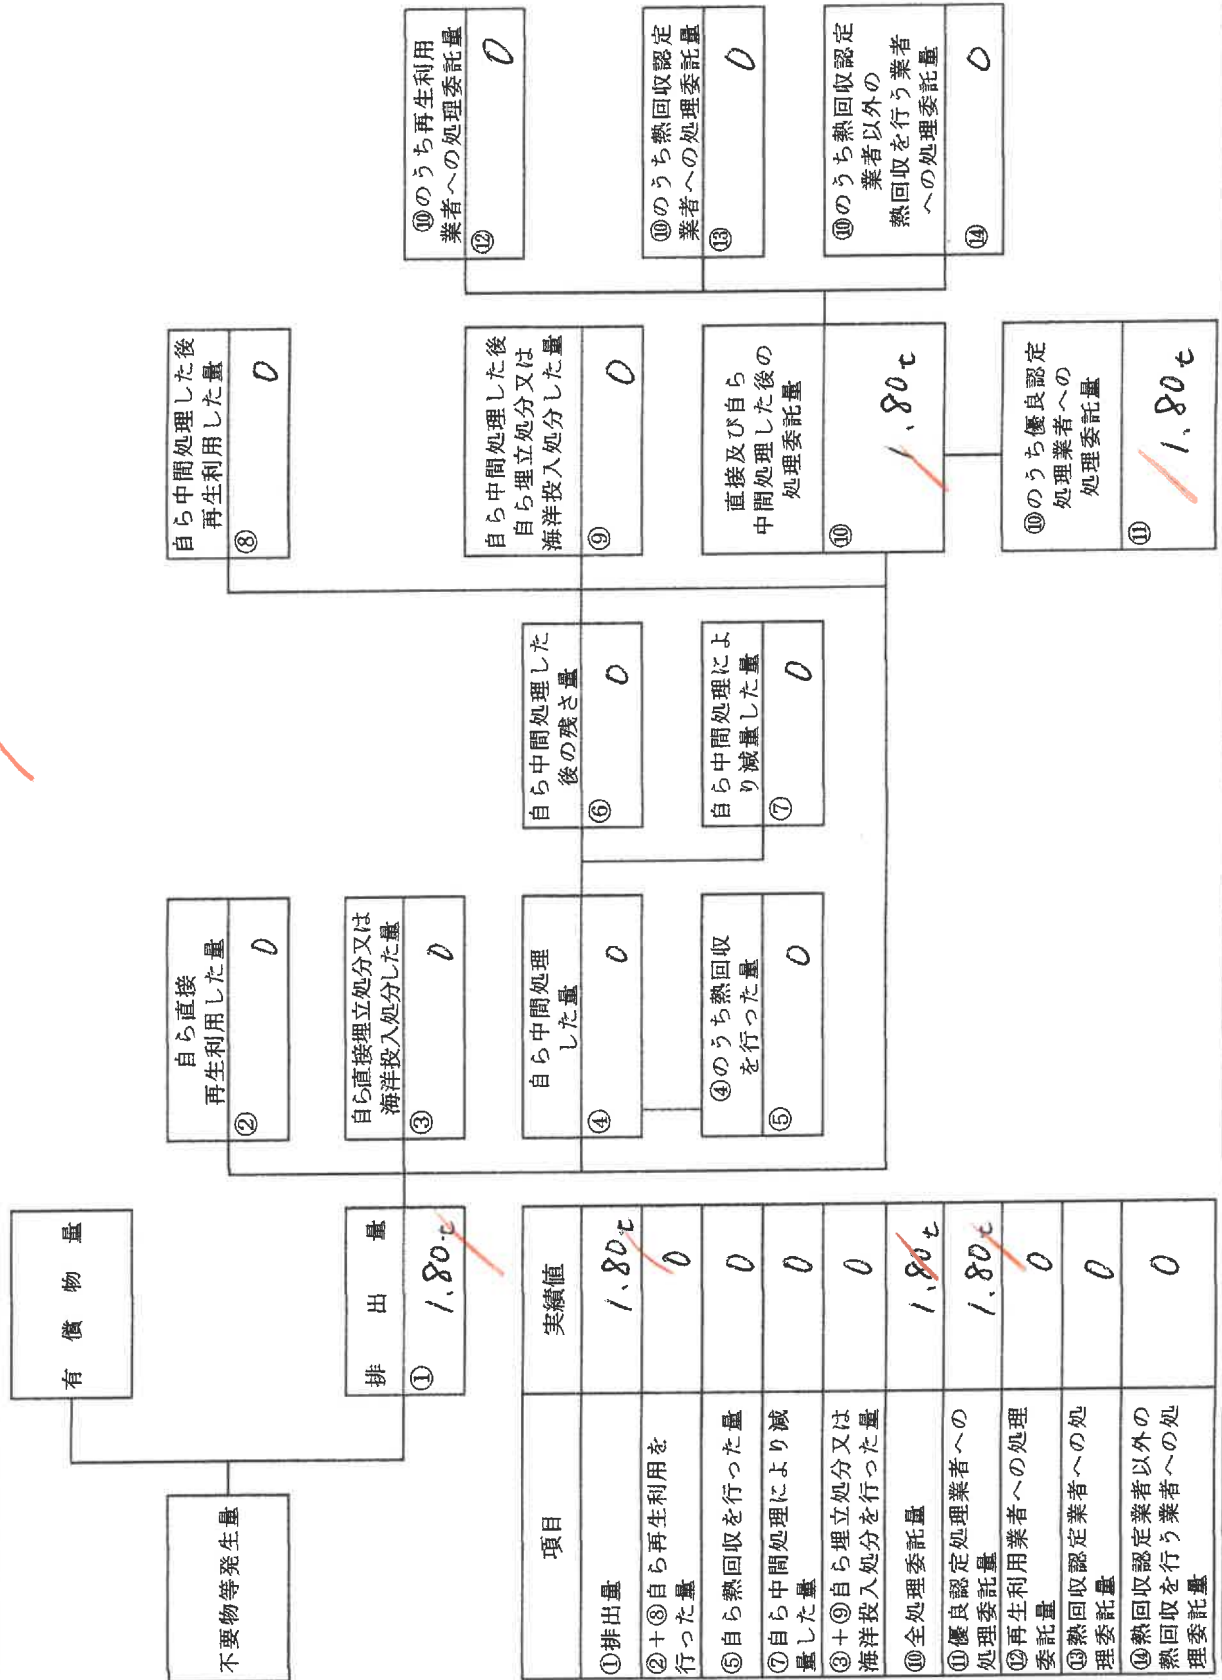 不要物等発生量
有償物量
排出量
①
1.80t
自ら直接
再生利用した量
②
0
自ら直接埋立処分又は
海洋投入処分した量
③
0
自ら中間処理
した量
④
0
④のうち熱回収
を行った量
⑤
0
自ら中間処理した
後の残さ量
⑥
0
自ら中間処理によ
り減量した量
⑦
0
自ら中間処理した後
再生利用した量
⑧
0
自ら中間処理した後
自ら埋立処分又は
海洋投入処分した量
⑨
0
直接及び自ら
中間処理した後の
処理委託量
⑩
1.80t
⑩のうち優良認定
処理業者への
処理委託量
⑪
1.80t
⑩のうち再生利用
業者への処理委託量
⑫
0
⑩のうち熱回収認定
業者への処理委託量
⑬
0
⑩のうち熱回収認定
業者以外の
熱回収を行う業者
への処理委託量
⑭
0
項目 実績値
①排出量 1.80t
②+⑧自ら再生利用を
行った量 0
⑤自ら熱回収を行った量 0
⑦自ら中間処理により減
量した量 0
③+⑨自ら埋立処分又は
海洋投入処分を行った量 0
⑩全処理委託量 1.80t
⑪優良認定処理業者への
処理委託量 1.80t
⑫再生利用業者への処理
委託量 0
⑬熱回収認定業者への処
理委託量 0
⑭熱回収認定業者以外の
熱回収を行う業者への処
理委託量 0